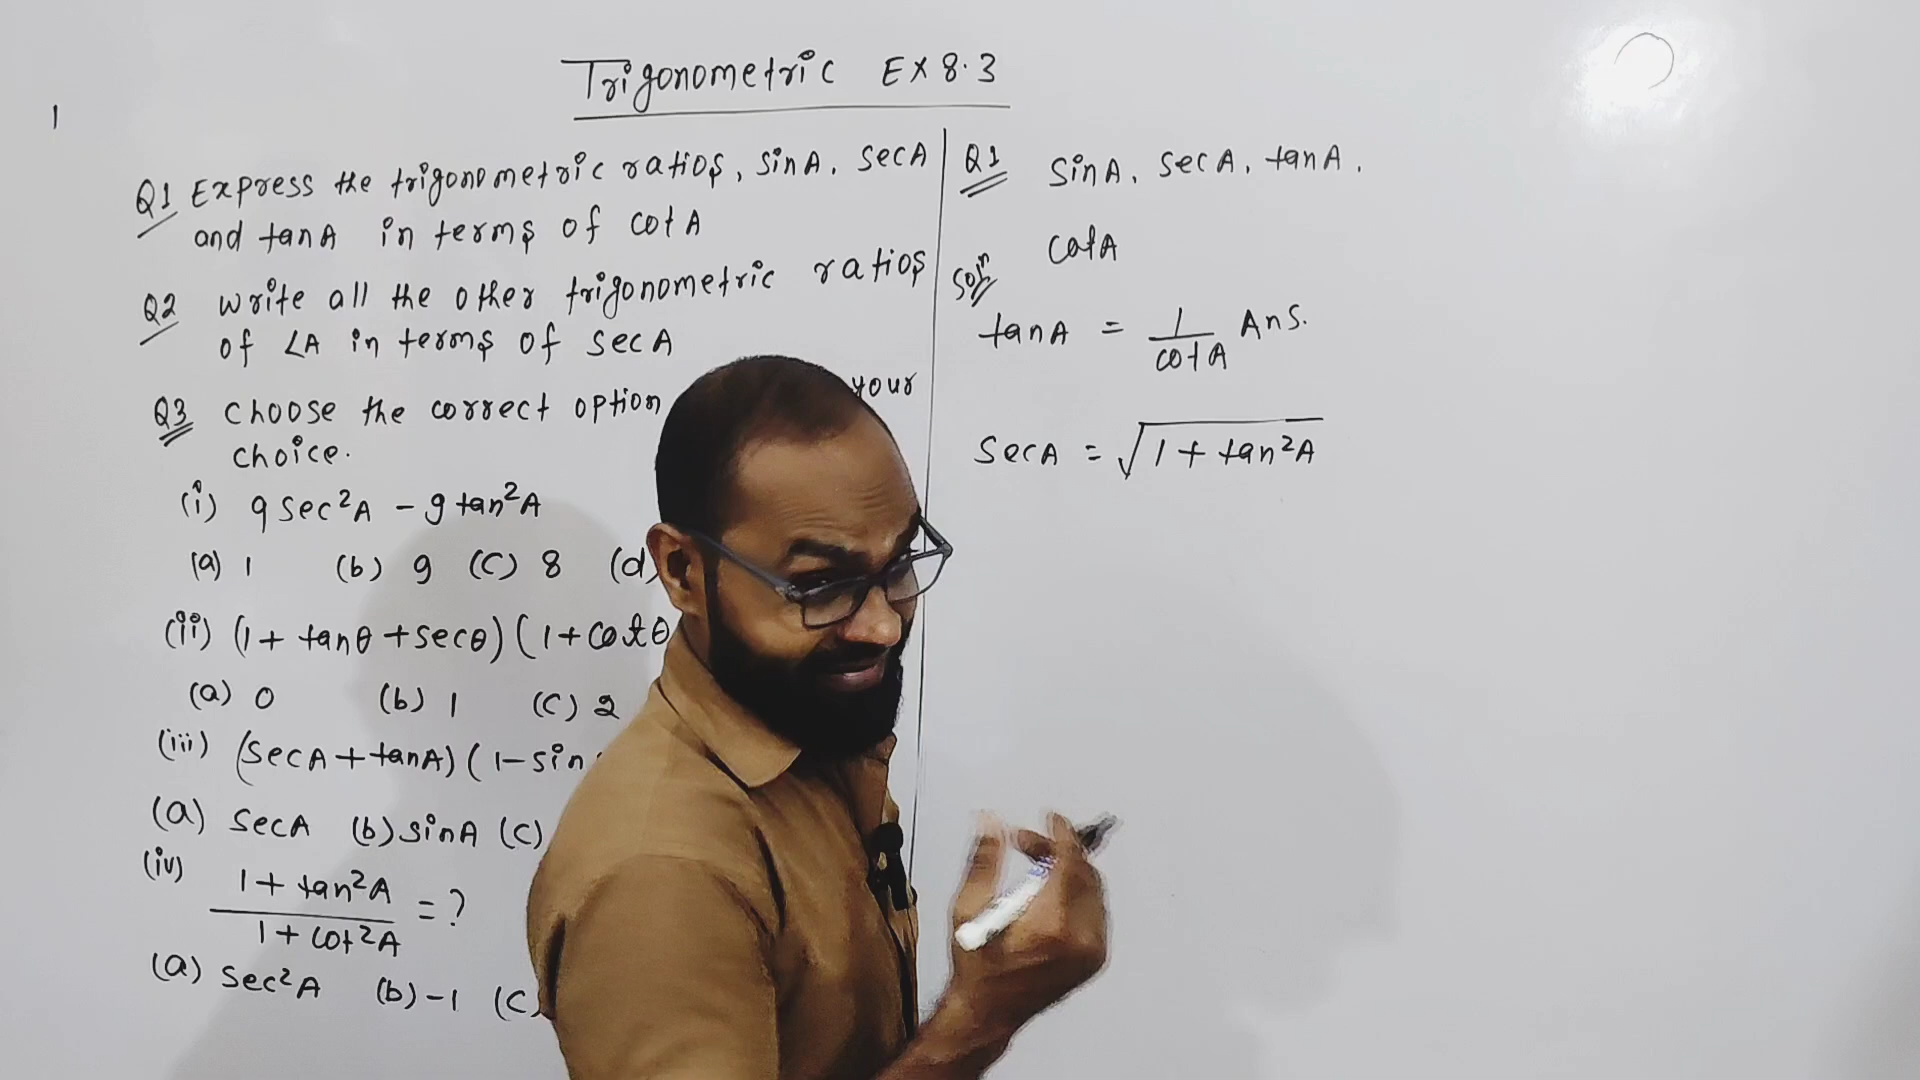 Trigonometric Ex 8.3
1
Q1 Express the trigonometric ratios, sinA, secA
and tanA in terms of cotA
Q2 Write all the other trigonometric ratios
of ∠A in terms of secA
Q3 Choose the correct option your
choice.
(i) 9 sec²A - 9 tan²A
(a) 1 (b) 9 (c) 8 (d)
(ii) (1 + tanθ + secθ) (1 + cotθ
(a) 0 (b) 1 (c) 2
(iii) (secA + tanA) (1 - sin
(a) secA (b) sinA (c)
(iv) 1 + tan²A
= ?
1 + cot²A
(a) sec²A (b) -1 (c)
Q1 sinA, secA, tanA,
cotA
Soln
tanA = 1/cotA Ans.
secA = √1 + tan²A